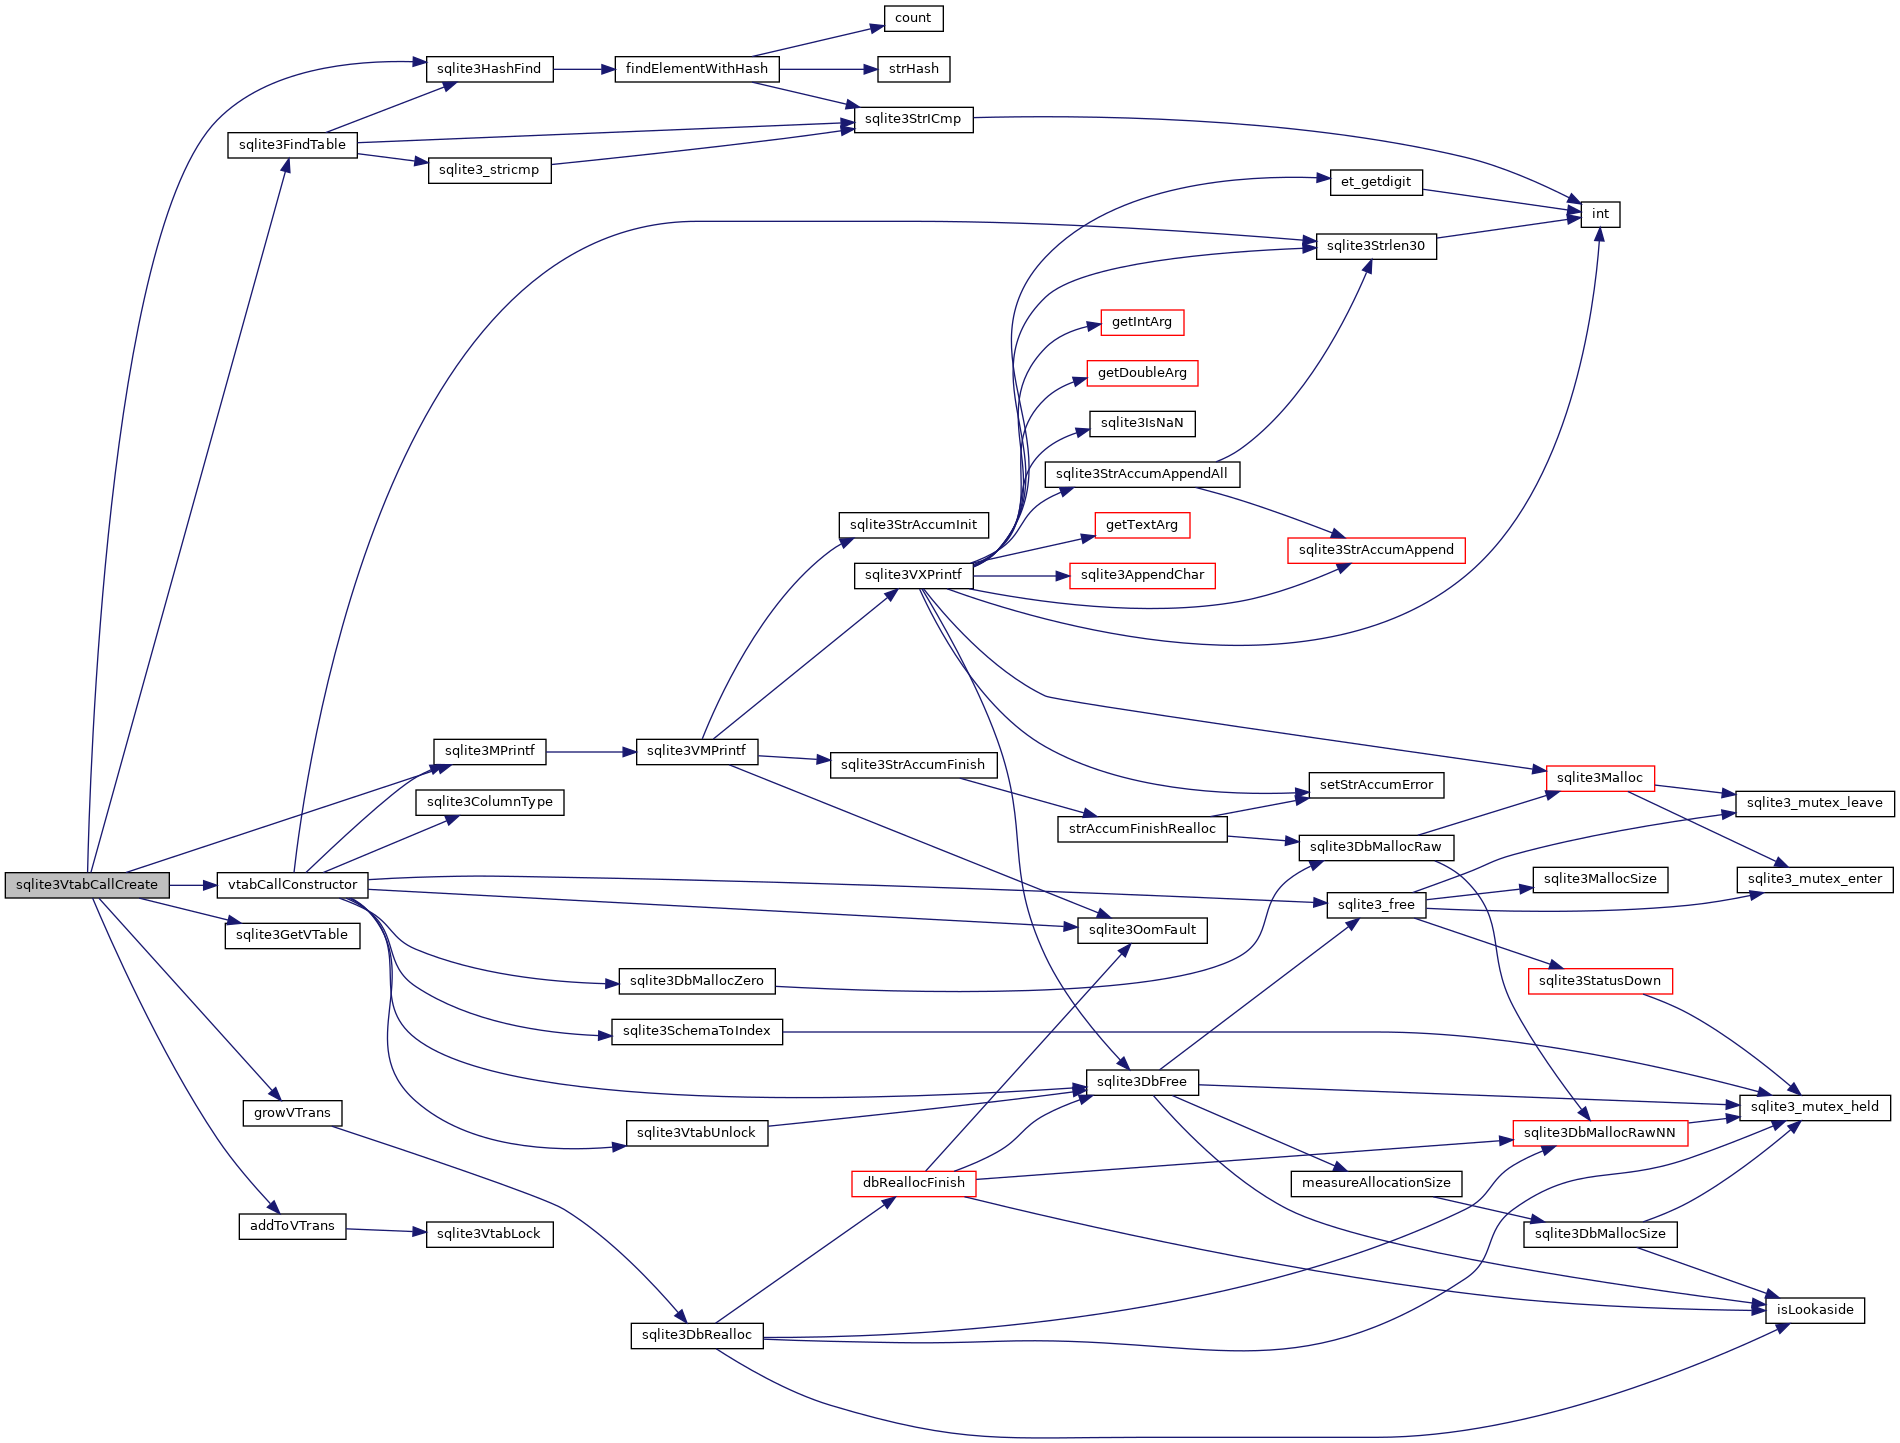 count
sqlite3HashFind
findElementWithHash
strHash
sqlite3StrICmp
sqlite3FindTable
sqlite3_stricmp
et_getdigit
int
sqlite3Strlen30
getIntArg
getDoubleArg
sqlite3IsNaN
sqlite3StrAccumAppendAll
sqlite3StrAccumInit
getTextArg
sqlite3StrAccumAppend
sqlite3VXPrintf
sqlite3AppendChar
sqlite3MPrintf
sqlite3VMPrintf
sqlite3StrAccumFinish
sqlite3Malloc
setStrAccumError
sqlite3ColumnType
sqlite3_mutex_leave
strAccumFinishRealloc
sqlite3DbMallocRaw
sqlite3VtabCallCreate
vtabCallConstructor
sqlite3MallocSize
sqlite3_mutex_enter
sqlite3_free
sqlite3GetVTable
sqlite3OomFault
sqlite3DbMallocZero
sqlite3StatusDown
sqlite3SchemaToIndex
sqlite3DbFree
growVTrans
sqlite3_mutex_held
sqlite3VtabUnlock
sqlite3DbMallocRawNN
dbReallocFinish
measureAllocationSize
addToVTrans
sqlite3VtabLock
sqlite3DbMallocSize
isLookaside
sqlite3DbRealloc